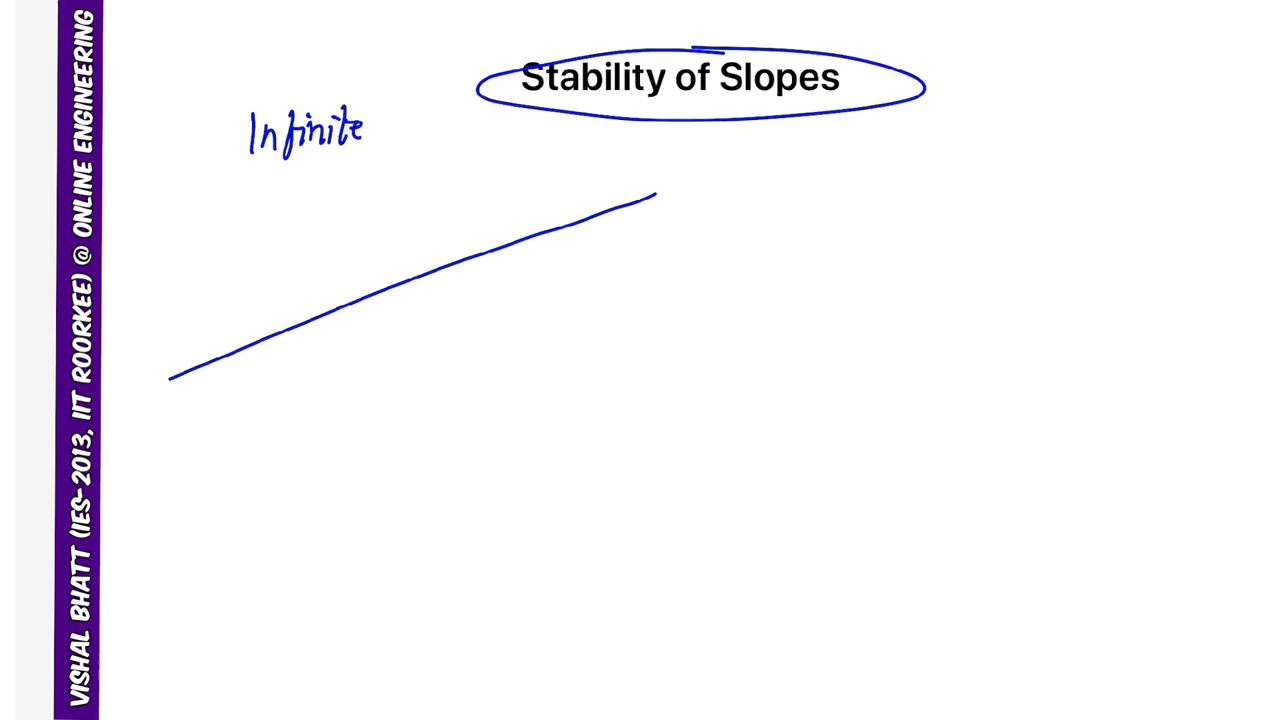 Stability of Slopes
Infinite
VISHAL BHATT (IES-2013, IIT ROORKEE) @ ONLINE ENGINEERING